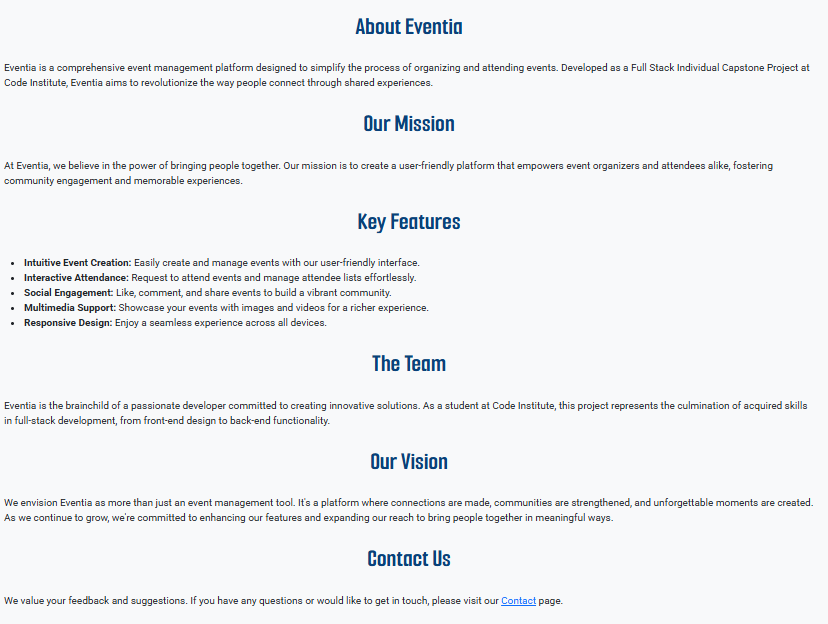 About Eventia
Eventia is a comprehensive event management platform designed to simplify the process of organizing and attending events. Developed as a Full Stack Individual Capstone Project at
Code Institute, Eventia aims to revolutionize the way people connect through shared experiences.
Our Mission
At Eventia, we believe in the power of bringing people together. Our mission is to create a user-friendly platform that empowers event organizers and attendees alike, fostering
community engagement and memorable experiences.
Key Features
• Intuitive Event Creation: Easily create and manage events with our user-friendly interface.
• Interactive Attendance: Request to attend events and manage attendee lists effortlessly.
• Social Engagement: Like, comment, and share events to build a vibrant community.
• Multimedia Support: Showcase your events with images and videos for a richer experience.
• Responsive Design: Enjoy a seamless experience across all devices.
The Team
Eventia is the brainchild of a passionate developer committed to creating innovative solutions. As a student at Code Institute, this project represents the culmination of acquired skills
in full-stack development, from front-end design to back-end functionality.
Our Vision
We envision Eventia as more than just an event management tool. It's a platform where connections are made, communities are strengthened, and unforgettable moments are created.
As we continue to grow, we're committed to enhancing our features and expanding our reach to bring people together in meaningful ways.
Contact Us
We value your feedback and suggestions. If you have any questions or would like to get in touch, please visit our Contact page.